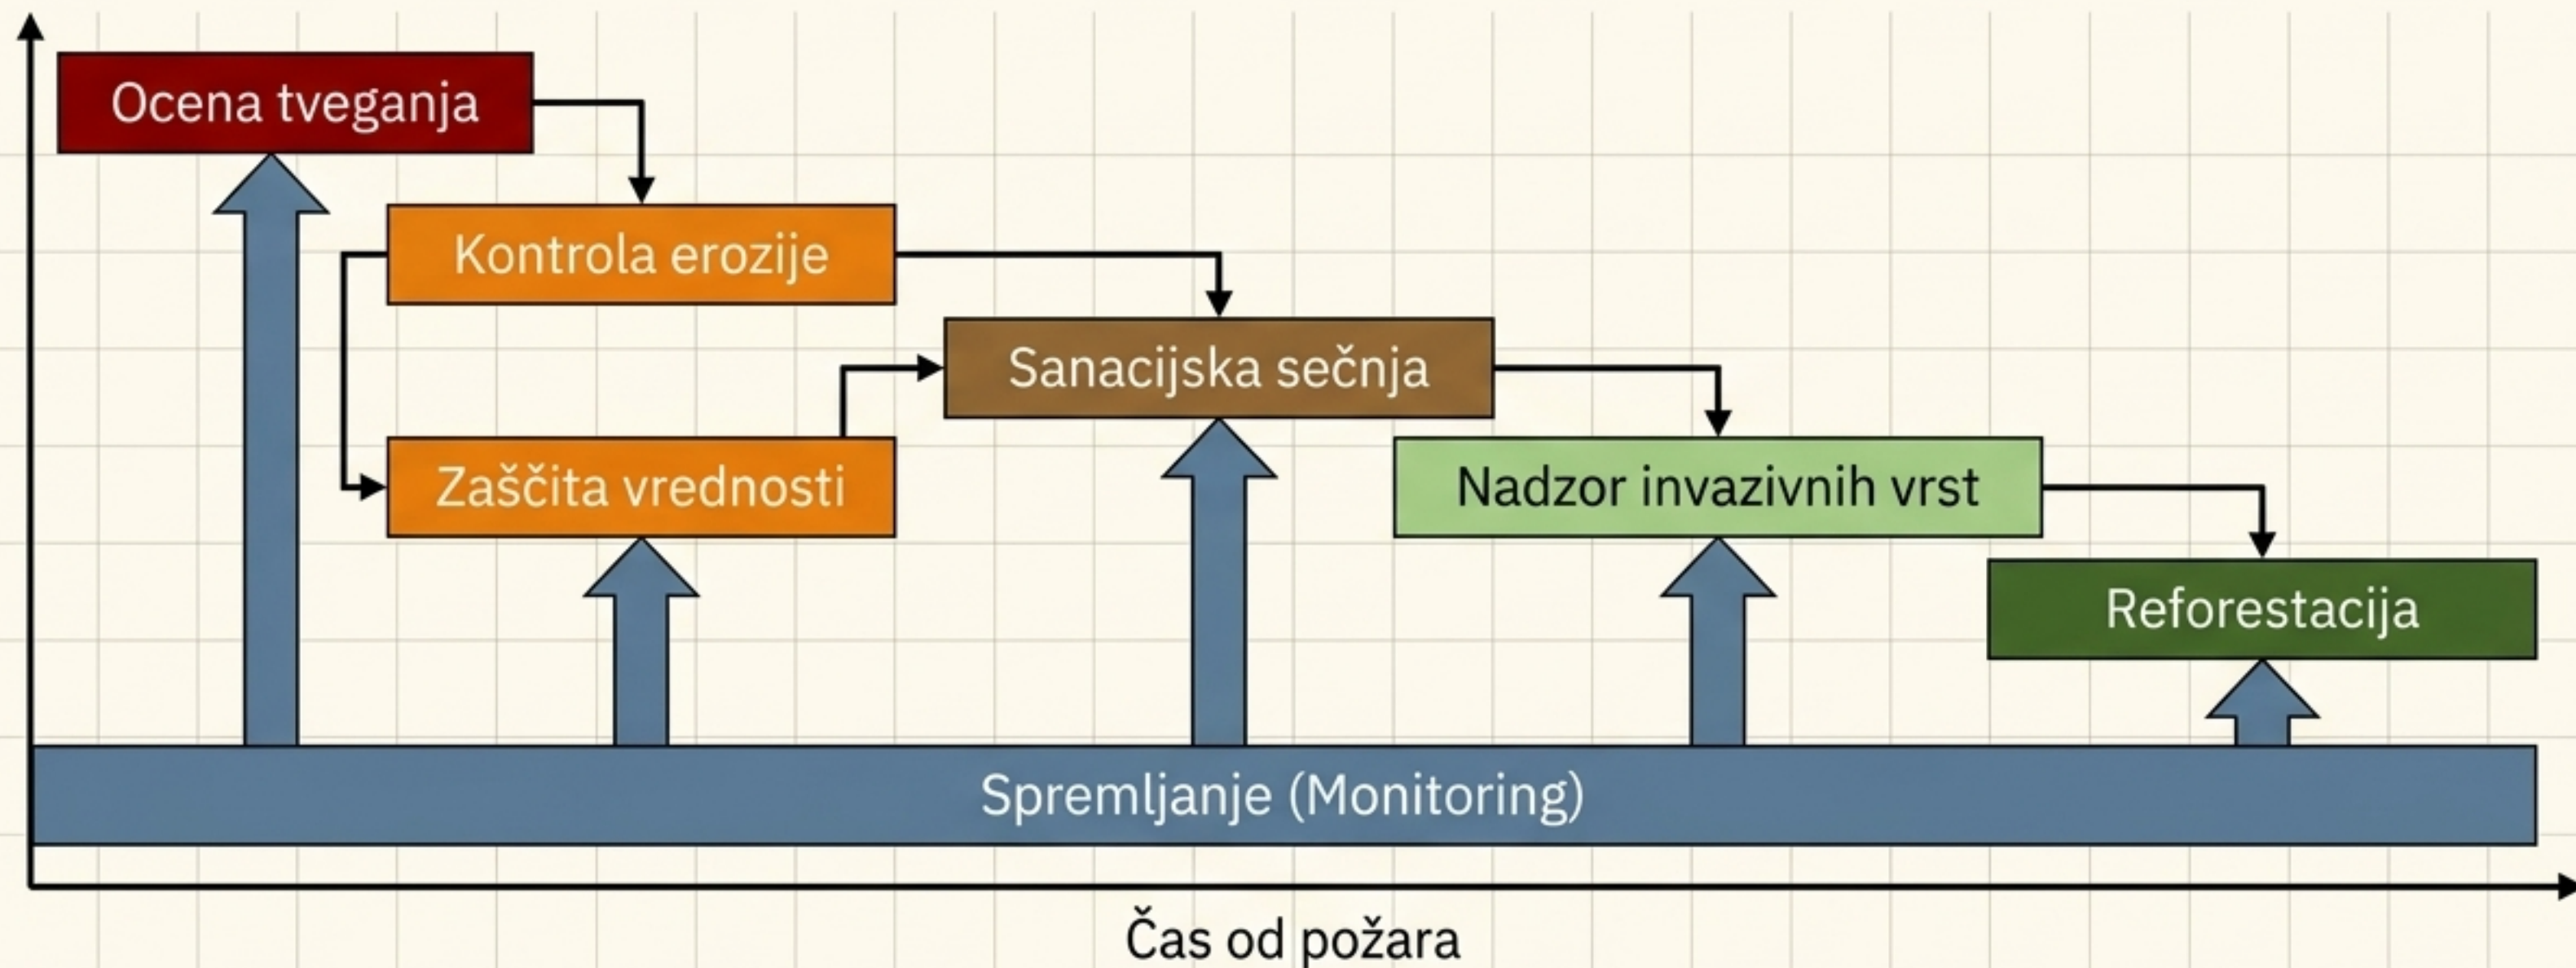 Ocena tveganja
Kontrola erozije
Sanacijska sečnja
Zaščita vrednosti
Nadzor invazivnih vrst
Reforestacija
Spremljanje (Monitoring)
Čas od požara